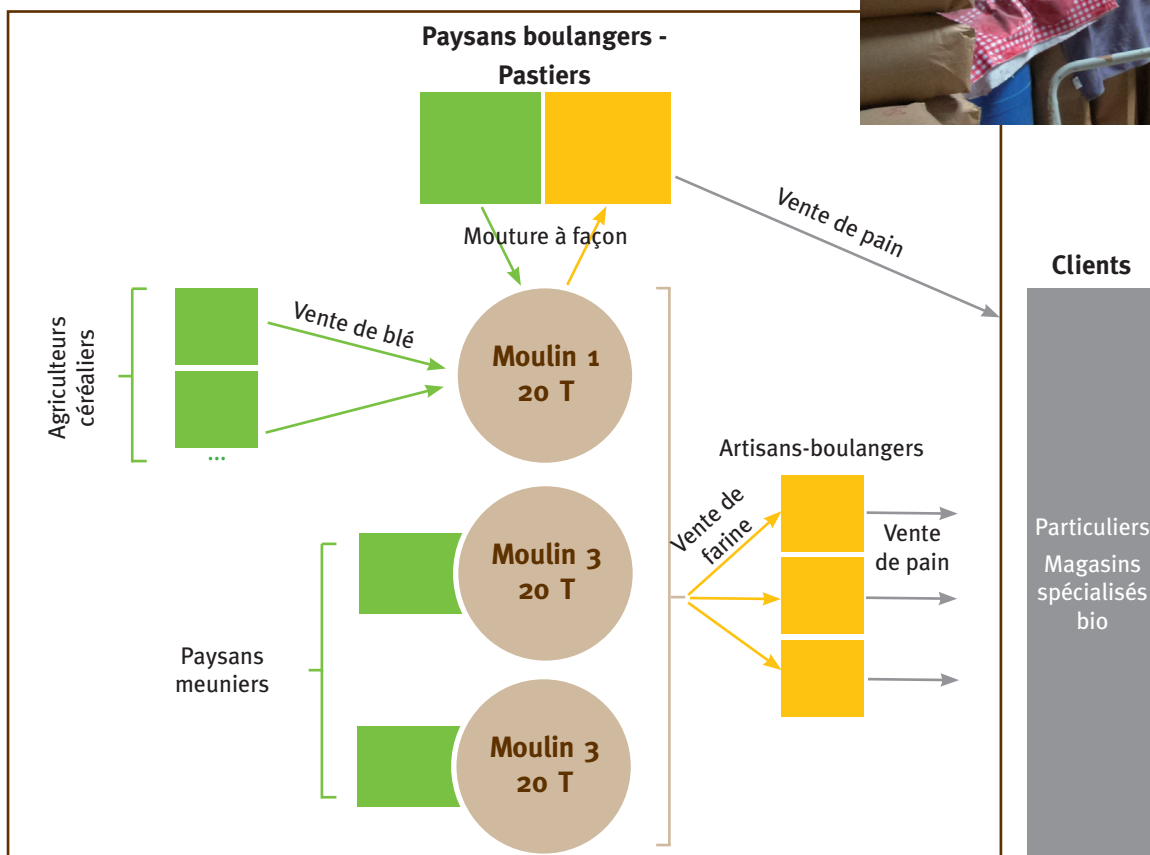 Paysans boulangers -
Pastiers
Mouture à façon
Vente de pain
Clients
Agriculteurs
céréaliers
...
Vente de blé
Moulin 1
20 T
Artisans-boulangers
Vente de
farine
Vente
de pain
Particuliers
Magasins
spécialisés
bio
Paysans
meuniers
Moulin 3
20 T
Moulin 3
20 T